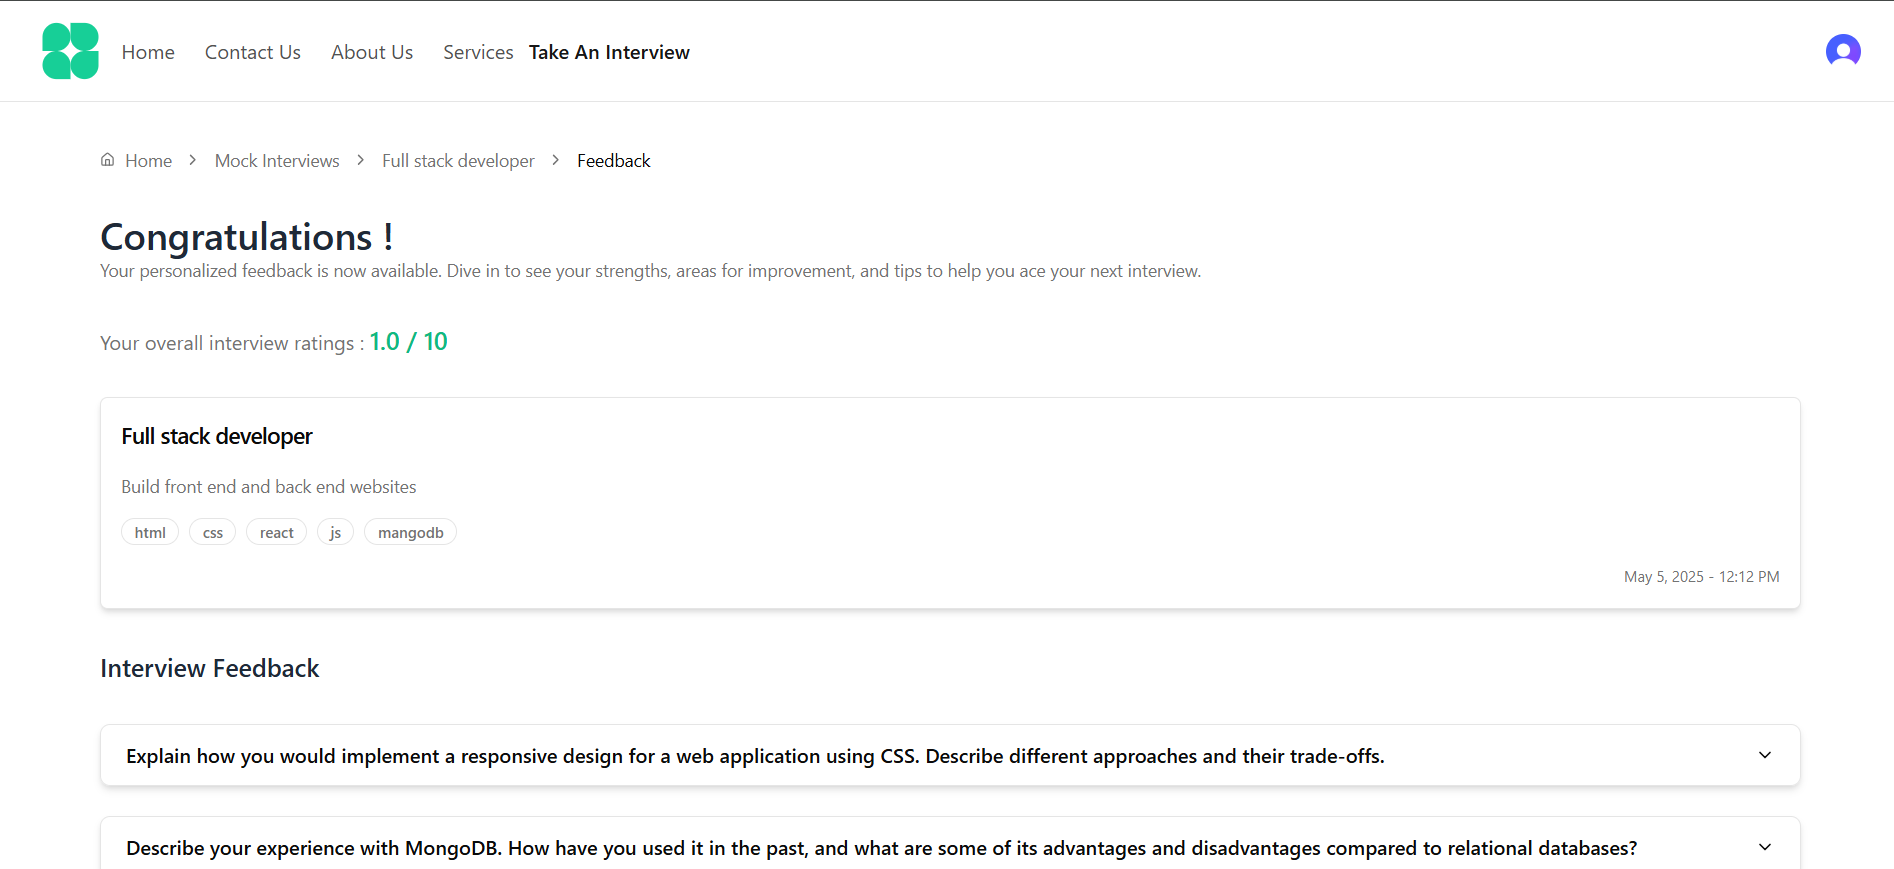 Home Contact Us About Us Services Take An Interview
Home > Mock Interviews > Full stack developer > Feedback
Congratulations !
Your personalized feedback is now available. Dive in to see your strengths, areas for improvement, and tips to help you ace your next interview.
Your overall interview ratings : 1.0 / 10
Full stack developer
Build front end and back end websites
html css react js mangodb
May 5, 2025 - 12:12 PM
Interview Feedback
Explain how you would implement a responsive design for a web application using CSS. Describe different approaches and their trade-offs.
Describe your experience with MongoDB. How have you used it in the past, and what are some of its advantages and disadvantages compared to relational databases?